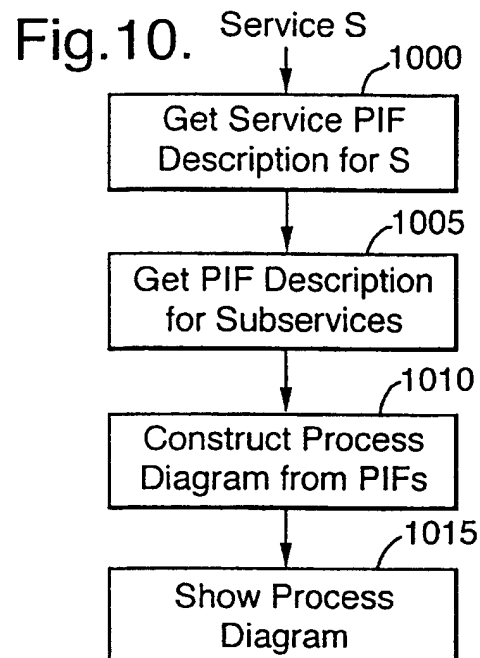 Fig.10.
Service S
1000
Get Service PIF
Description for S
1005
Get PIF Description
for Subservices
1010
Construct Process
Diagram from PIFs
1015
Show Process
Diagram